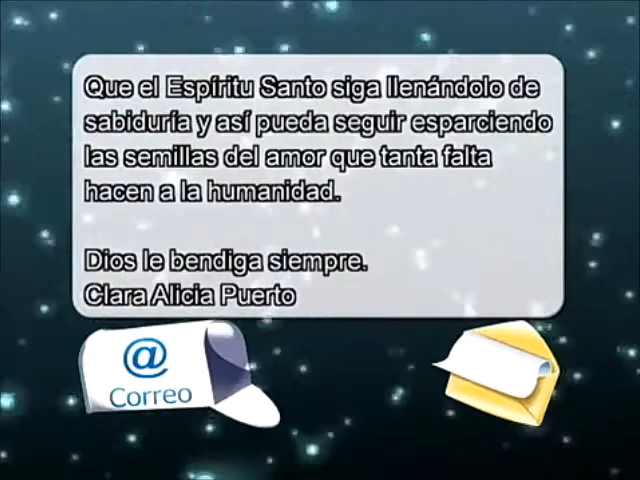 Que el Espíritu Santo siga llenándolo de
sabiduría y así pueda seguir esparciendo
las semillas del amor que tanta falta
hacen a la humanidad.
Dios le bendiga siempre.
Clara Alicia Puerto
@
Correo